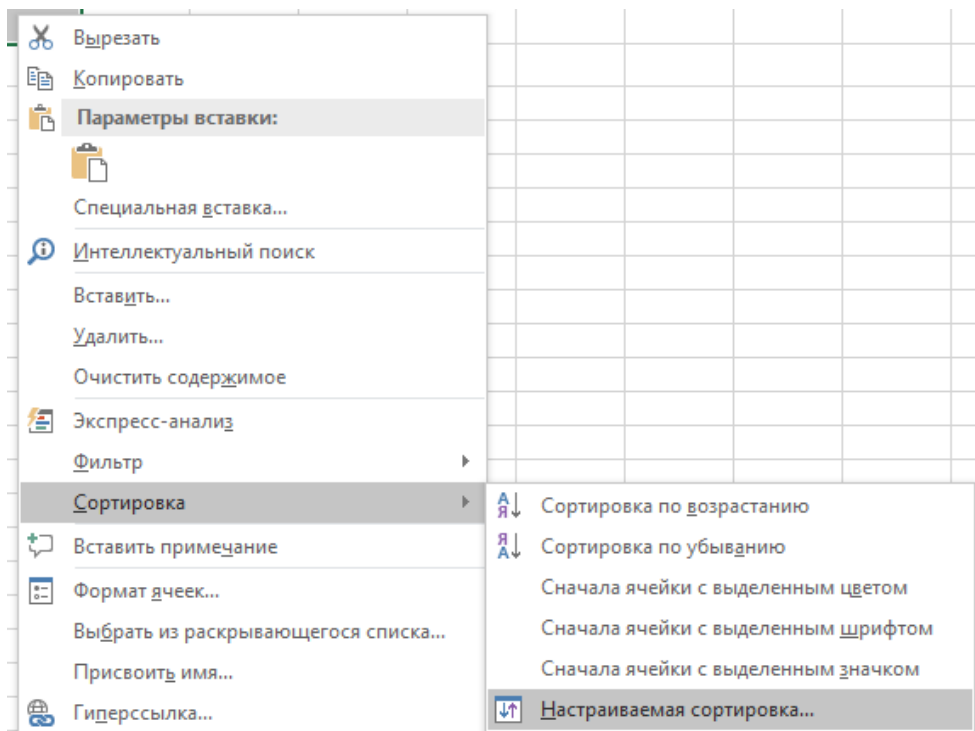 Вырезать
Копировать
Параметры вставки:
Специальная вставка...
Интеллектуальный поиск
Вставить...
Удалить...
Очистить содержимое
Экспресс-анализ
Фильтр
Сортировка
Вставить примечание
Формат ячеек...
Выбрать из раскрывающегося списка...
Присвоить имя...
Гиперссылка...
Сортировка по возрастанию
Сортировка по убыванию
Сначала ячейки с выделенным цветом
Сначала ячейки с выделенным шрифтом
Сначала ячейки с выделенным значком
Настраиваемая сортировка...